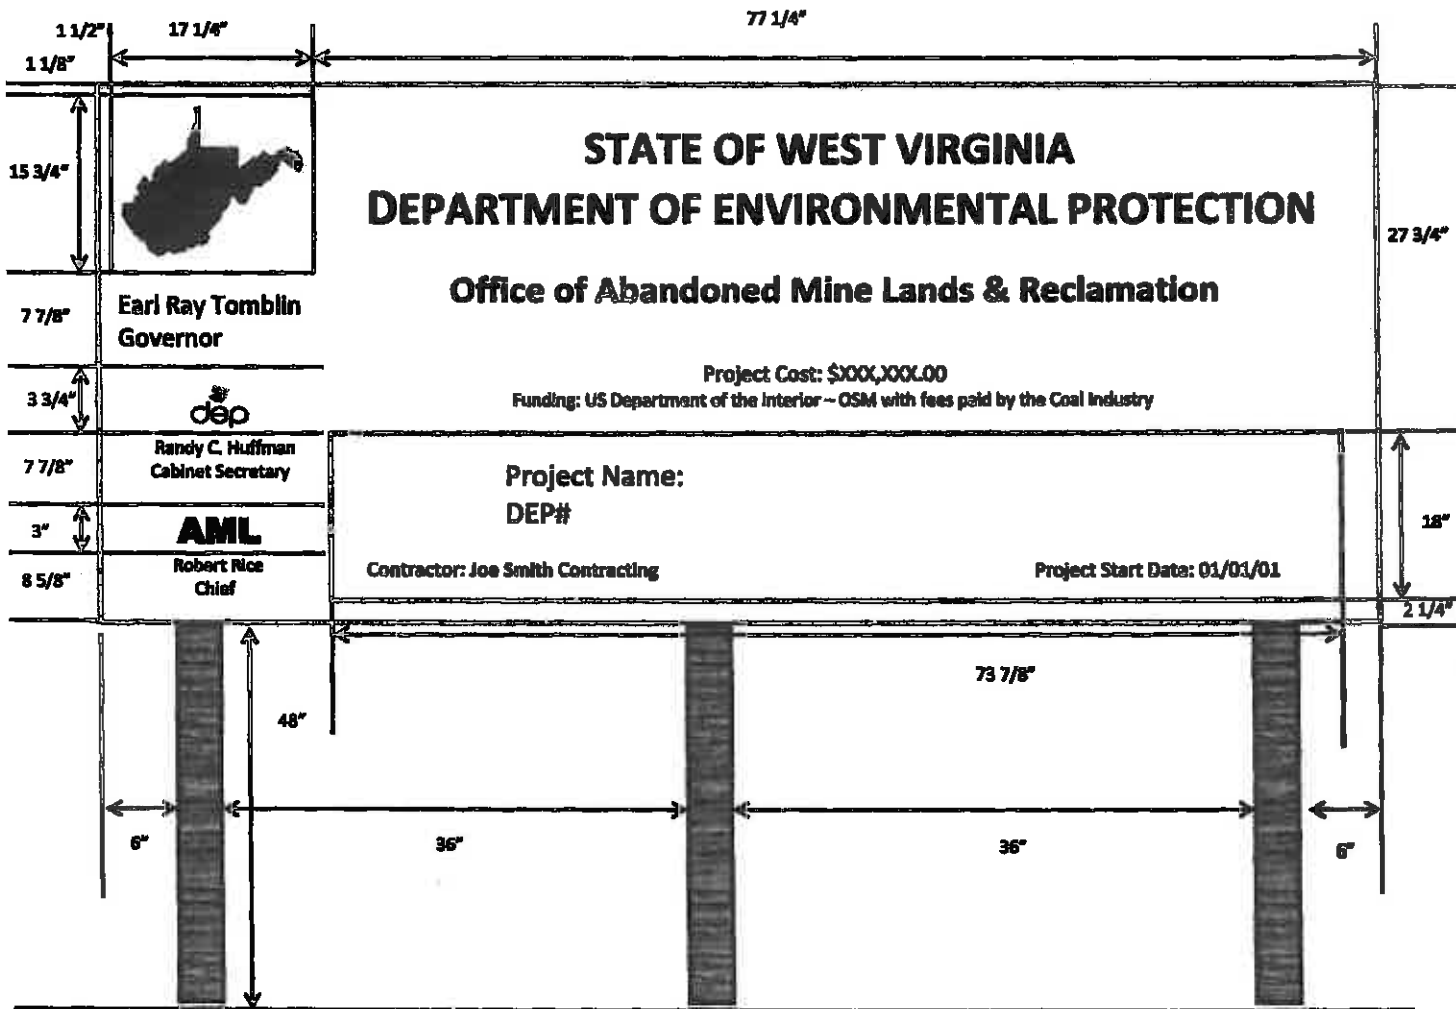 1 1/2"
17 1/4"
77 1/4"
1 1/8"
15 3/4"
STATE OF WEST VIRGINIA
DEPARTMENT OF ENVIRONMENTAL PROTECTION
27 3/4"
Office of Abandoned Mine Lands & Reclamation
7 7/8"
Earl Ray Tomblin
Governor
Project Cost: $XXX,XXX.00
Funding: US Department of the Interior – OSM with fees paid by the Coal Industry
3 3/4"
dep
7 7/8"
Randy C. Huffman
Cabinet Secretary
Project Name:
DEP#
18"
3"
AML
8 5/8"
Robert Rice
Chief
Contractor: Joe Smith Contracting
Project Start Date: 01/01/01
2 1/4"
73 7/8"
48"
6"
36"
36"
6"